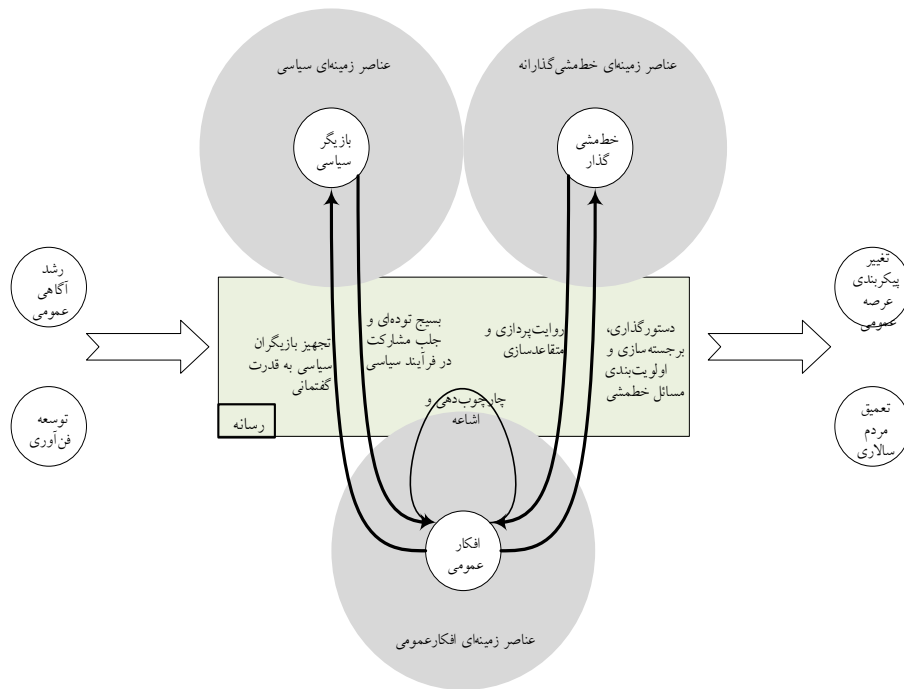 عناصر زمینه‌ای خط‌مشی‌گذارانه
عناصر زمینه‌ای سیاسی
خط‌مشی
گذار
بازیگر
سیاسی
تغییر
پیکربندی
عرصه
عمومی
تعمیق
مردم
سالاری
دستورگذاری،
برجسته‌سازی و
اولویت‌بندی
مسائل خطمشی
روایت‌پردازی و
متقاعدسازی
بسیج توده‌ای و
جلب مشارکت
در فرآیند سیاسی
تجهیز بازیگران
سیاسی به قدرت
گفتمانی
چارچوب‌دهی و
اشاعه
رسانه
رشد
آگاهی
عمومی
توسعه
فن‌آوری
افکار
عمومی
عناصر زمینه‌ای افکارعمومی